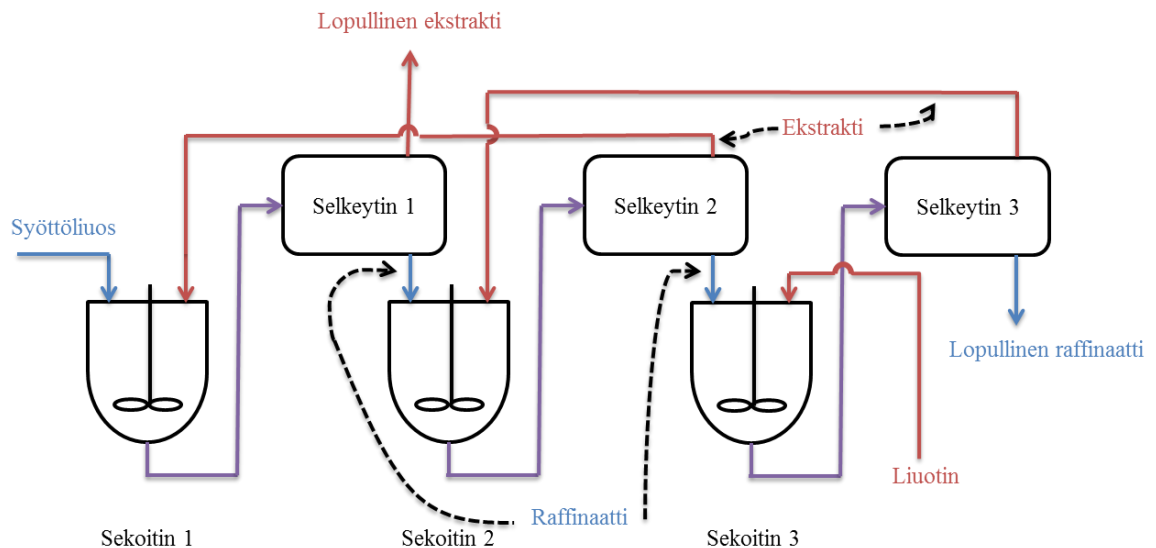 Lopullinen ekstrakti
Ekstrakti
Selkeytin 1
Selkeytin 2
Selkeytin 3
Syöttöliuos
Lopullinen raffinaatti
Liuotin
Raffinaatti
Sekoitin 1
Sekoitin 2
Sekoitin 3